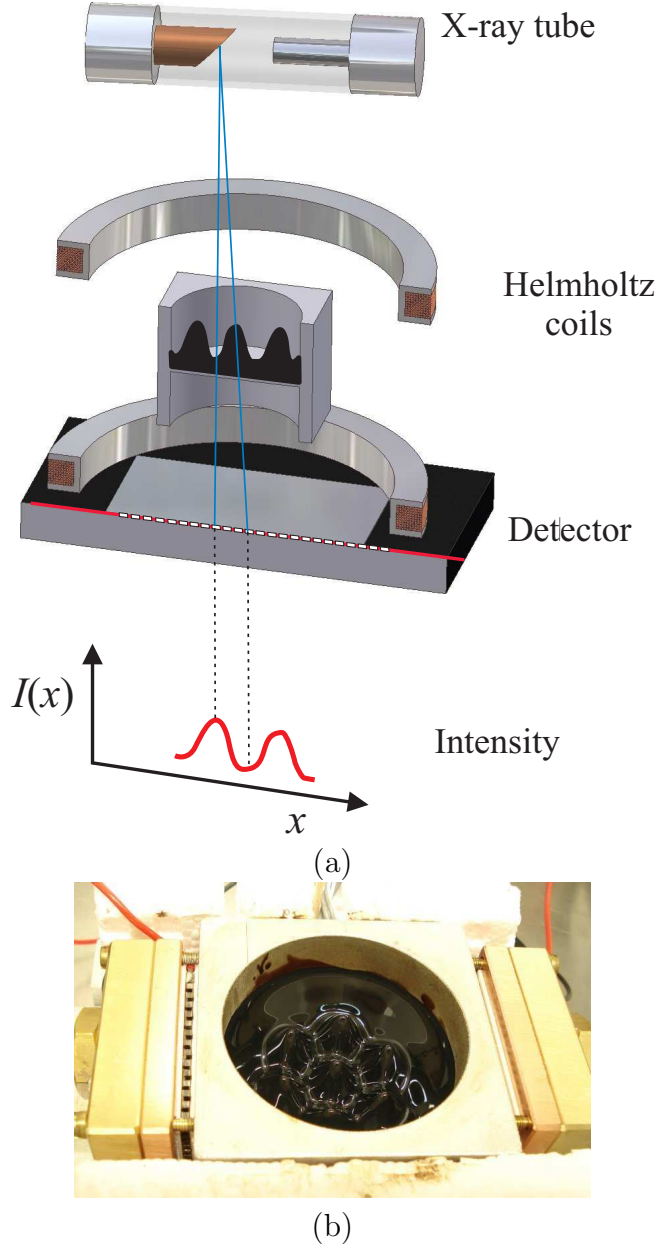 X-ray tube
Helmholtz
coils
Detector
I(x)
Intensity
x
(a)
(b)